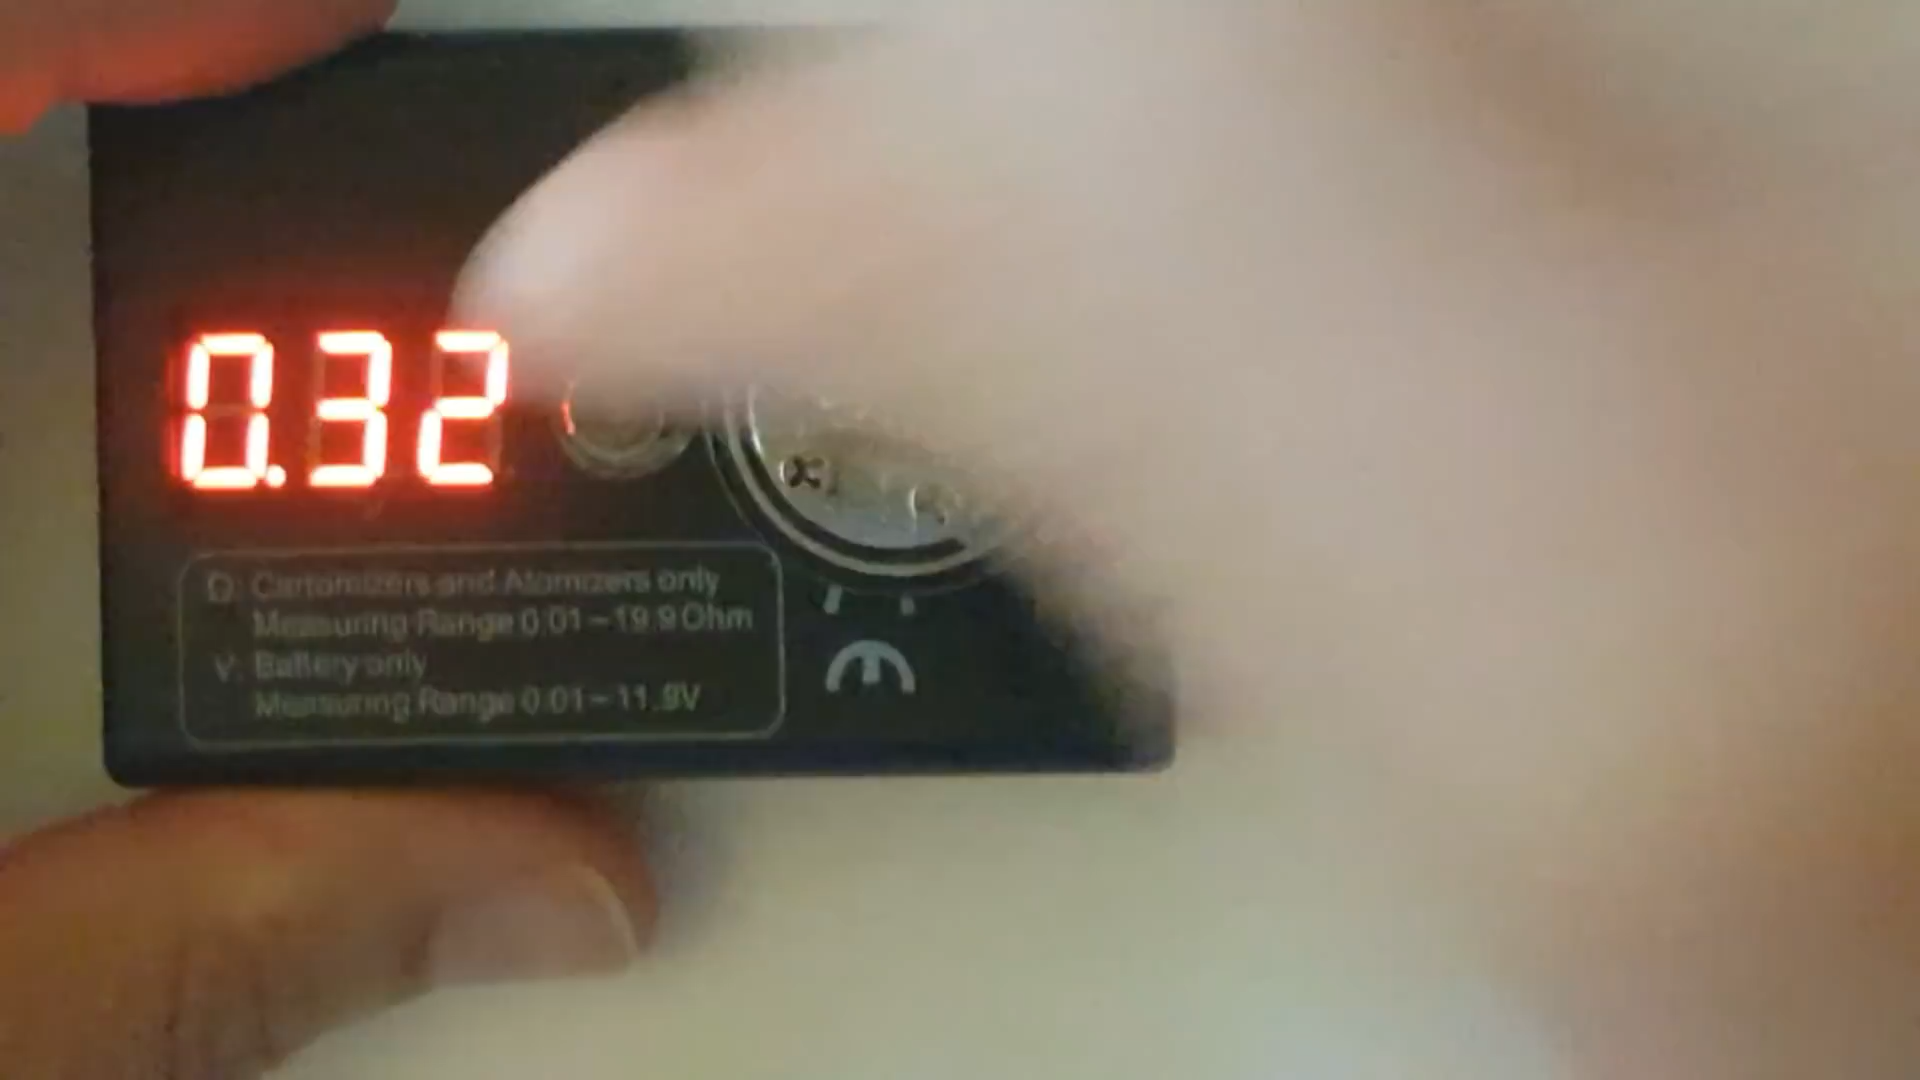 0.32
Ω: Cartomizers and Atomizers only
Measuring Range 0.01–19.9 Ohm
V: Battery only
Measuring Range 0.01–11.9V